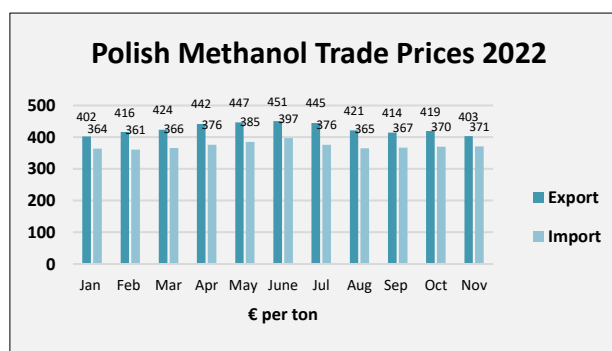 Polish Methanol Trade Prices 2022
402 416 424 442 447 451 445 421 414 419 403
364 361 366 376 385 397 376 365 367 370 371
500
400
300
200
100
0
Jan Feb Mar Apr May June Jul Aug Sep Oct Nov
€ per ton
Export
Import